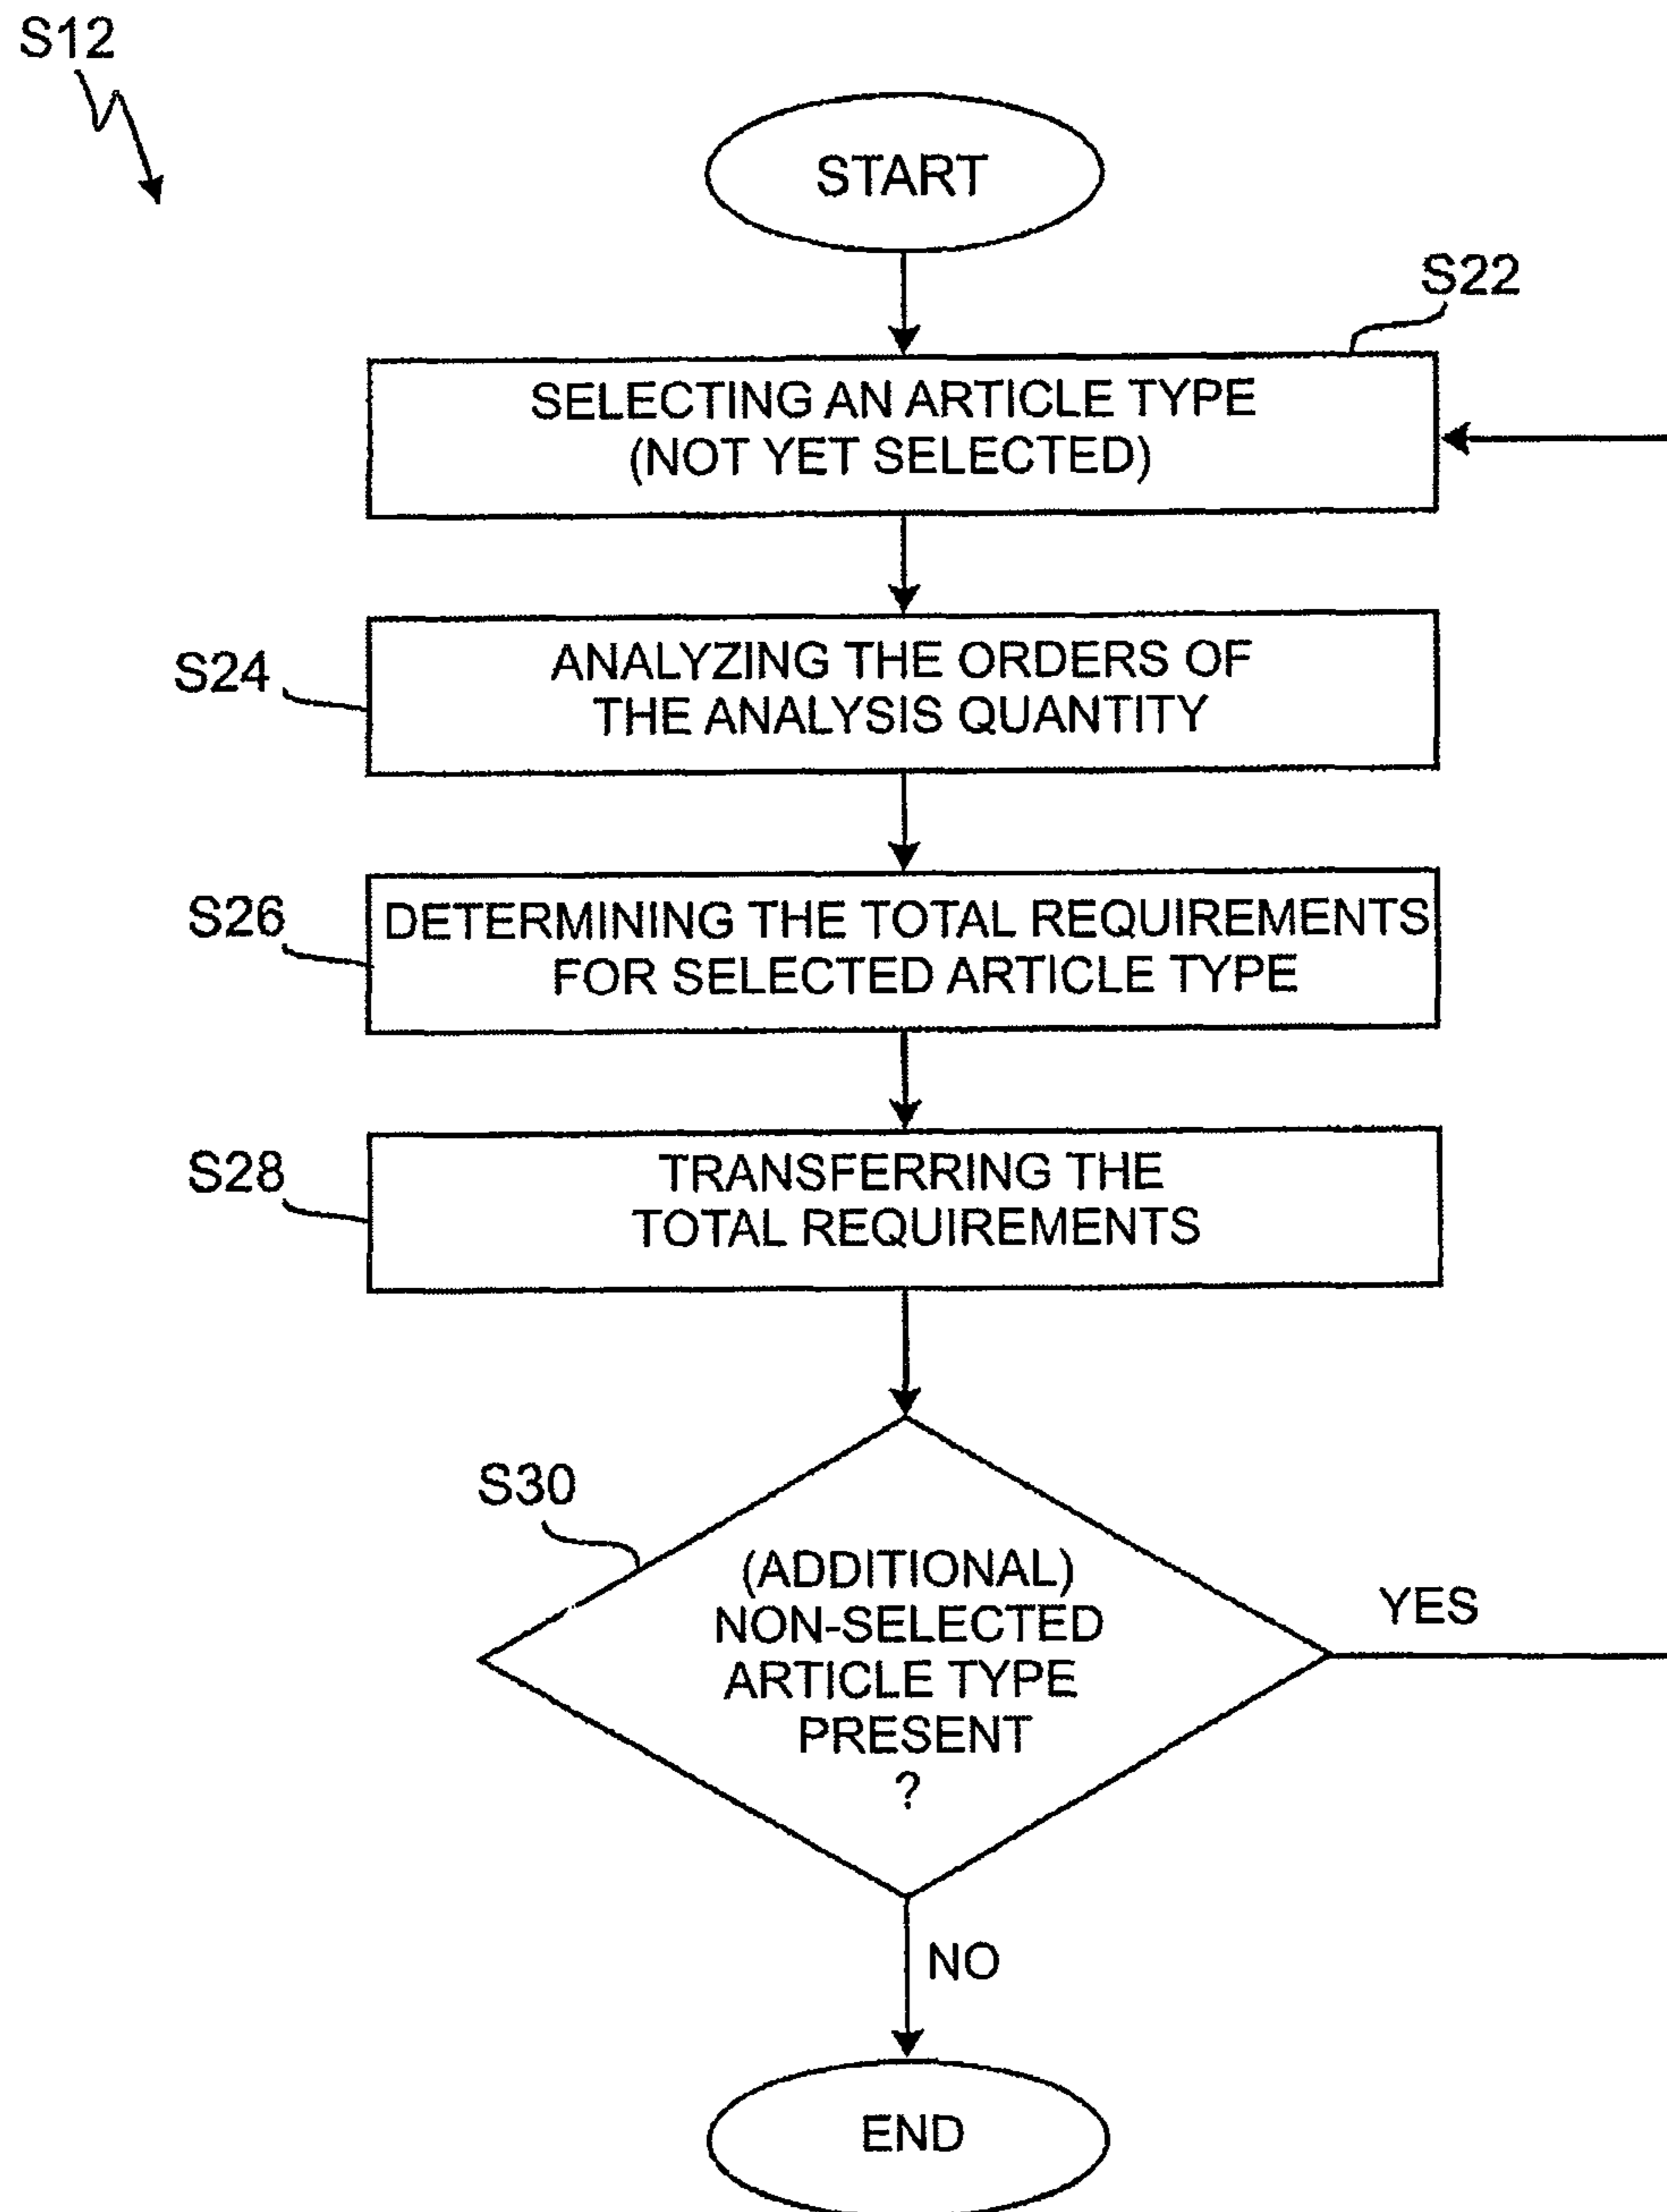 S12
START
S22
SELECTING AN ARTICLE TYPE
(NOT YET SELECTED)
S24
ANALYZING THE ORDERS OF
THE ANALYSIS QUANTITY
S26
DETERMINING THE TOTAL REQUIREMENTS
FOR SELECTED ARTICLE TYPE
S28
TRANSFERRING THE
TOTAL REQUIREMENTS
S30
(ADDITIONAL)
NON-SELECTED
ARTICLE TYPE
PRESENT
?
YES
NO
END